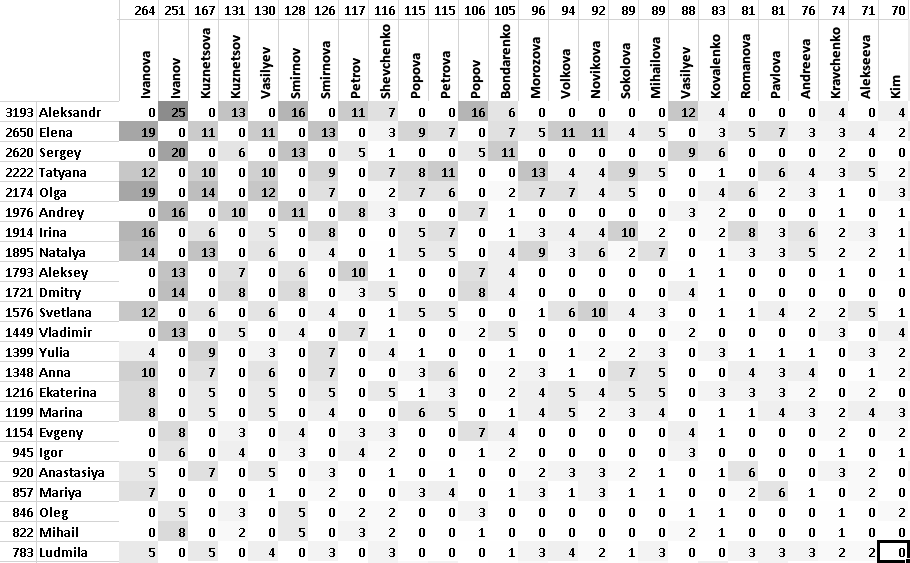 264 251 167 131 130 128 126 117 116 115 115 106 105 96 94 92 89 89 88 83 81 81 76 74 71 70
Ivanova Ivanov Kuznetsova Kuznetsov Vasilyev Smirnov Smirnova Petrov Shevchenko Popova Petrova Popov Bondarenko Morozova Volkova Novikova Sokolova Mihailova Vasilyev Kovalenko Romanova Pavlova Andreeva Kravchenko Alekseeva Kim
3193 Aleksandr 0 25 0 13 0 16 0 11 7 0 0 16 6 0 0 0 0 0 12 4 0 0 0 4 0 4
2650 Elena 19 0 11 0 11 0 13 0 3 9 7 0 7 5 11 11 4 5 0 3 5 7 3 3 4 2
2620 Sergey 0 20 0 6 0 13 0 5 1 0 0 5 11 0 0 0 0 0 9 6 0 0 0 2 0 0
2222 Tatyana 12 0 10 0 10 0 9 0 7 8 11 0 0 13 4 4 9 5 0 1 0 6 4 3 5 2
2174 Olga 19 0 14 0 12 0 7 0 2 7 6 0 2 7 7 4 5 0 0 4 6 2 3 1 0 3
1976 Andrey 0 16 0 10 0 11 0 8 3 0 0 7 1 0 0 0 0 0 3 2 0 0 0 1 0 1
1914 Irina 16 0 6 0 5 0 8 0 1 5 7 0 1 3 4 4 10 2 0 2 8 3 6 2 3 1
1895 Natalya 14 0 13 0 6 0 4 0 1 5 5 0 4 9 3 6 2 7 0 1 3 3 5 2 2 1
1793 Aleksey 0 13 0 7 0 6 0 10 1 0 0 7 4 0 0 0 0 0 1 1 0 0 0 1 0 1
1721 Dmitry 0 14 0 8 0 8 0 3 5 0 0 8 4 0 0 0 0 0 4 1 0 0 0 0 0 0
1576 Svetlana 12 0 6 0 6 0 4 0 1 5 5 0 0 1 6 10 4 3 0 1 1 4 2 2 5 1
1449 Vladimir 0 13 0 5 0 4 0 7 1 0 0 2 5 0 0 0 0 0 2 0 0 0 0 3 0 4
1399 Yulia 4 0 9 0 3 0 7 0 4 1 0 0 1 0 1 2 2 3 0 3 1 1 1 0 3 2
1348 Anna 10 0 7 0 6 0 7 0 0 3 6 0 2 3 1 0 7 5 0 0 4 3 4 0 1 2
1216 Ekaterina 8 0 5 0 5 0 5 0 5 1 3 0 2 4 5 4 5 5 0 3 3 3 2 0 2 0
1199 Marina 8 0 5 0 5 0 4 0 0 6 5 0 1 4 5 2 3 4 0 1 1 4 3 2 4 3
1154 Evgeny 0 8 0 3 0 4 0 3 3 0 0 7 4 0 0 0 0 0 4 1 0 0 0 2 0 2
945 Igor 0 6 0 4 0 3 0 4 2 0 0 1 2 0 0 0 0 0 3 0 0 0 0 1 0 1
920 Anastasiya 5 0 7 0 5 0 3 0 1 0 1 0 0 2 3 3 2 1 0 1 6 0 0 3 2 0
857 Mariya 7 0 0 0 1 0 2 0 0 3 4 0 1 3 1 3 1 1 0 0 2 6 1 0 2 0
846 Oleg 0 5 0 3 0 5 0 2 2 0 0 3 0 0 0 0 0 0 1 1 0 0 0 1 0 2
822 Mihail 0 8 0 2 0 5 0 3 2 0 0 1 0 0 0 0 0 0 2 1 0 0 0 1 0 0
783 Ludmila 5 0 5 0 4 0 3 0 3 0 0 0 1 3 4 2 1 3 0 0 3 3 3 2 2 0